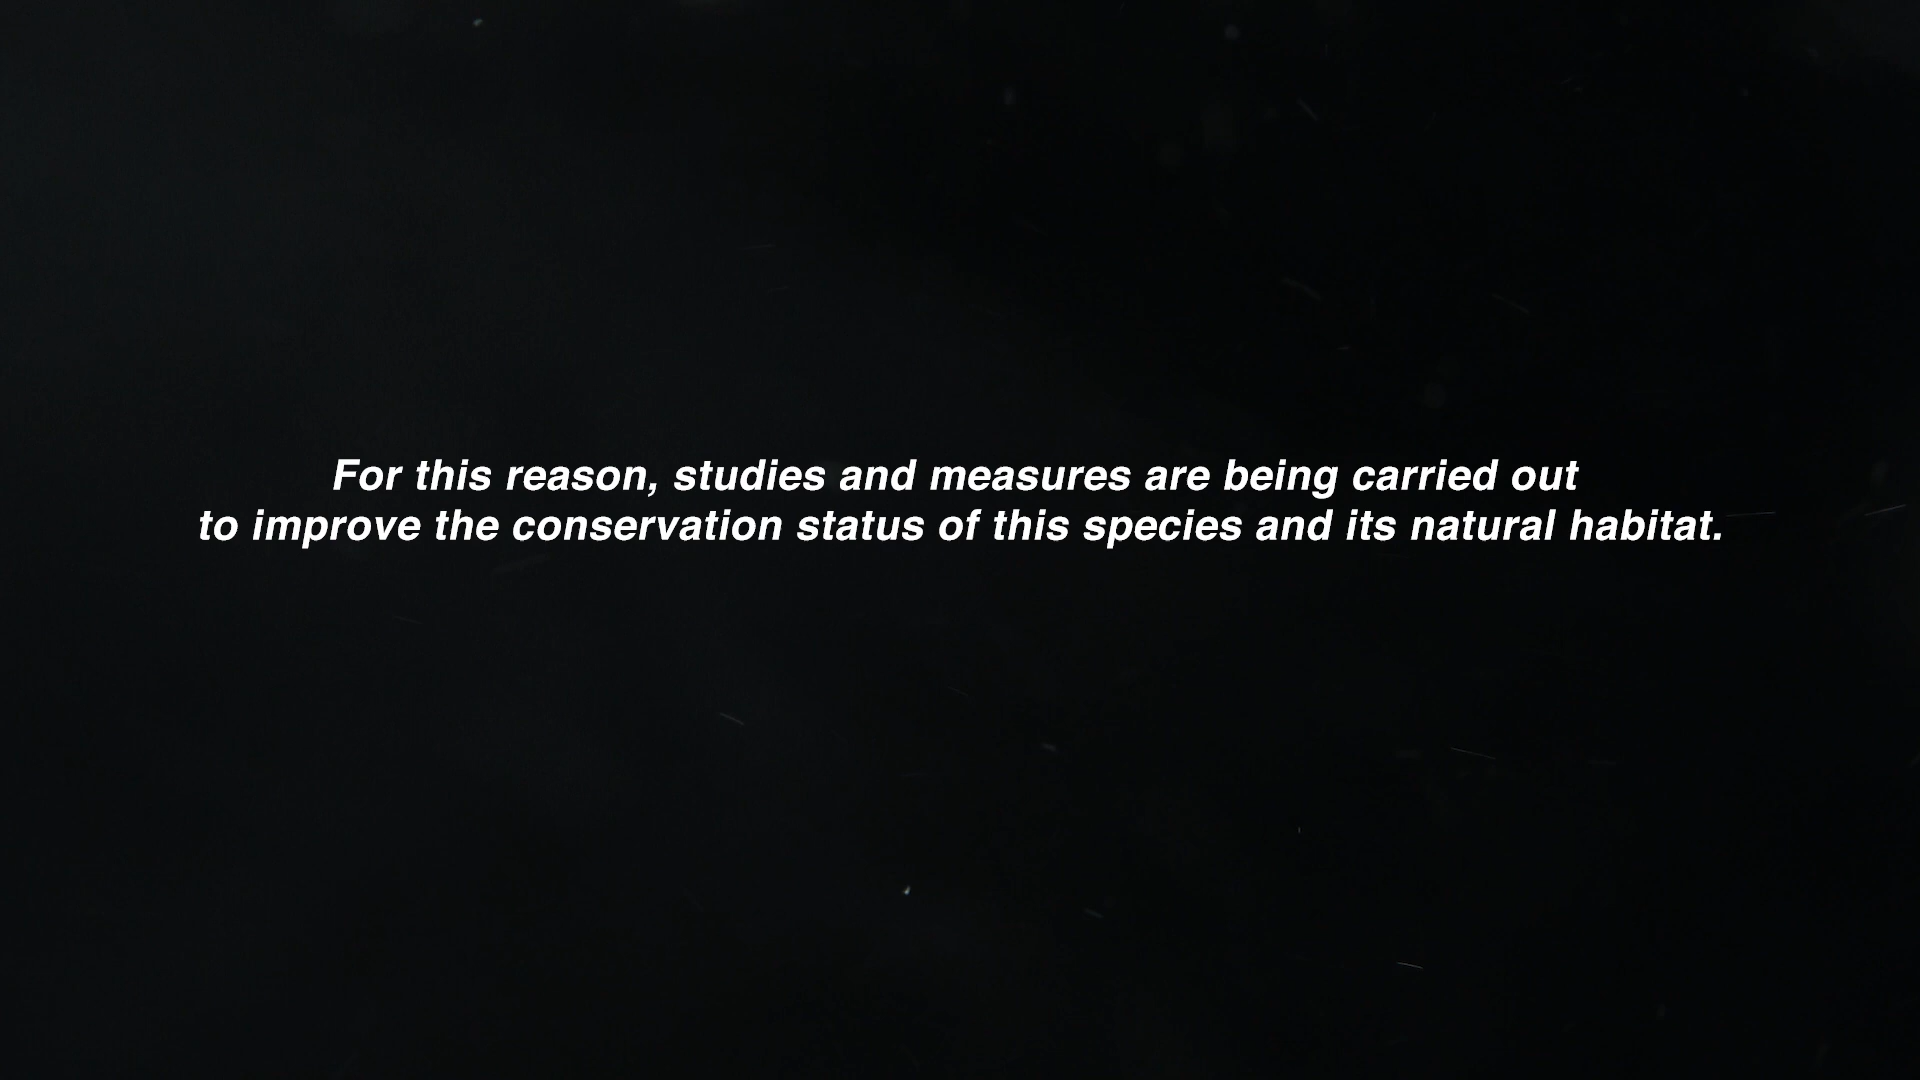 For this reason, studies and measures are being carried out
to improve the conservation status of this species and its natural habitat.